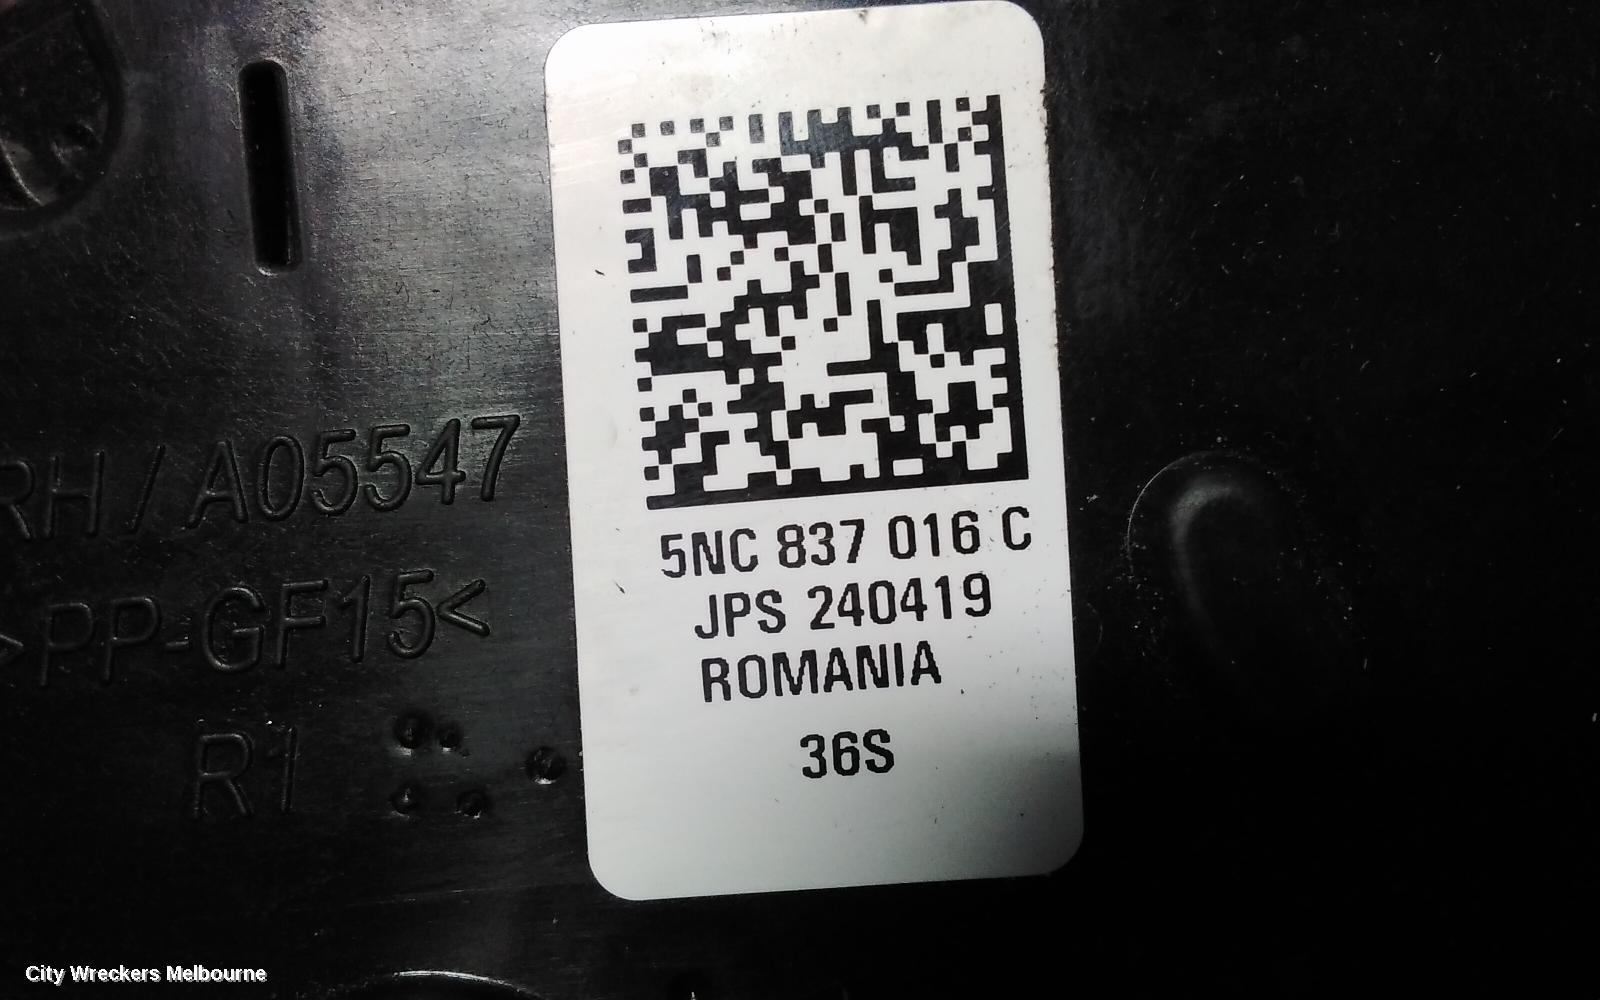 5NC 837 016 C
JPS 240419
ROMANIA
36S
RH / A05547
>PP-GF15<
R1
City Wreckers Melbourne